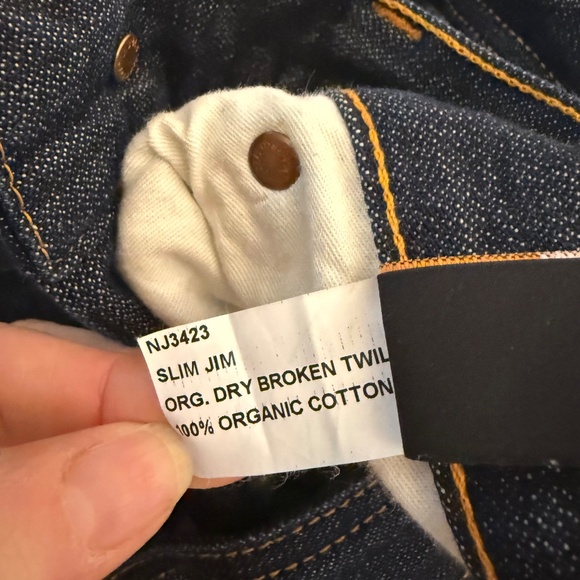 NJ3423
SLIM JIM
ORG. DRY BROKEN TWIL
100% ORGANIC COTTON